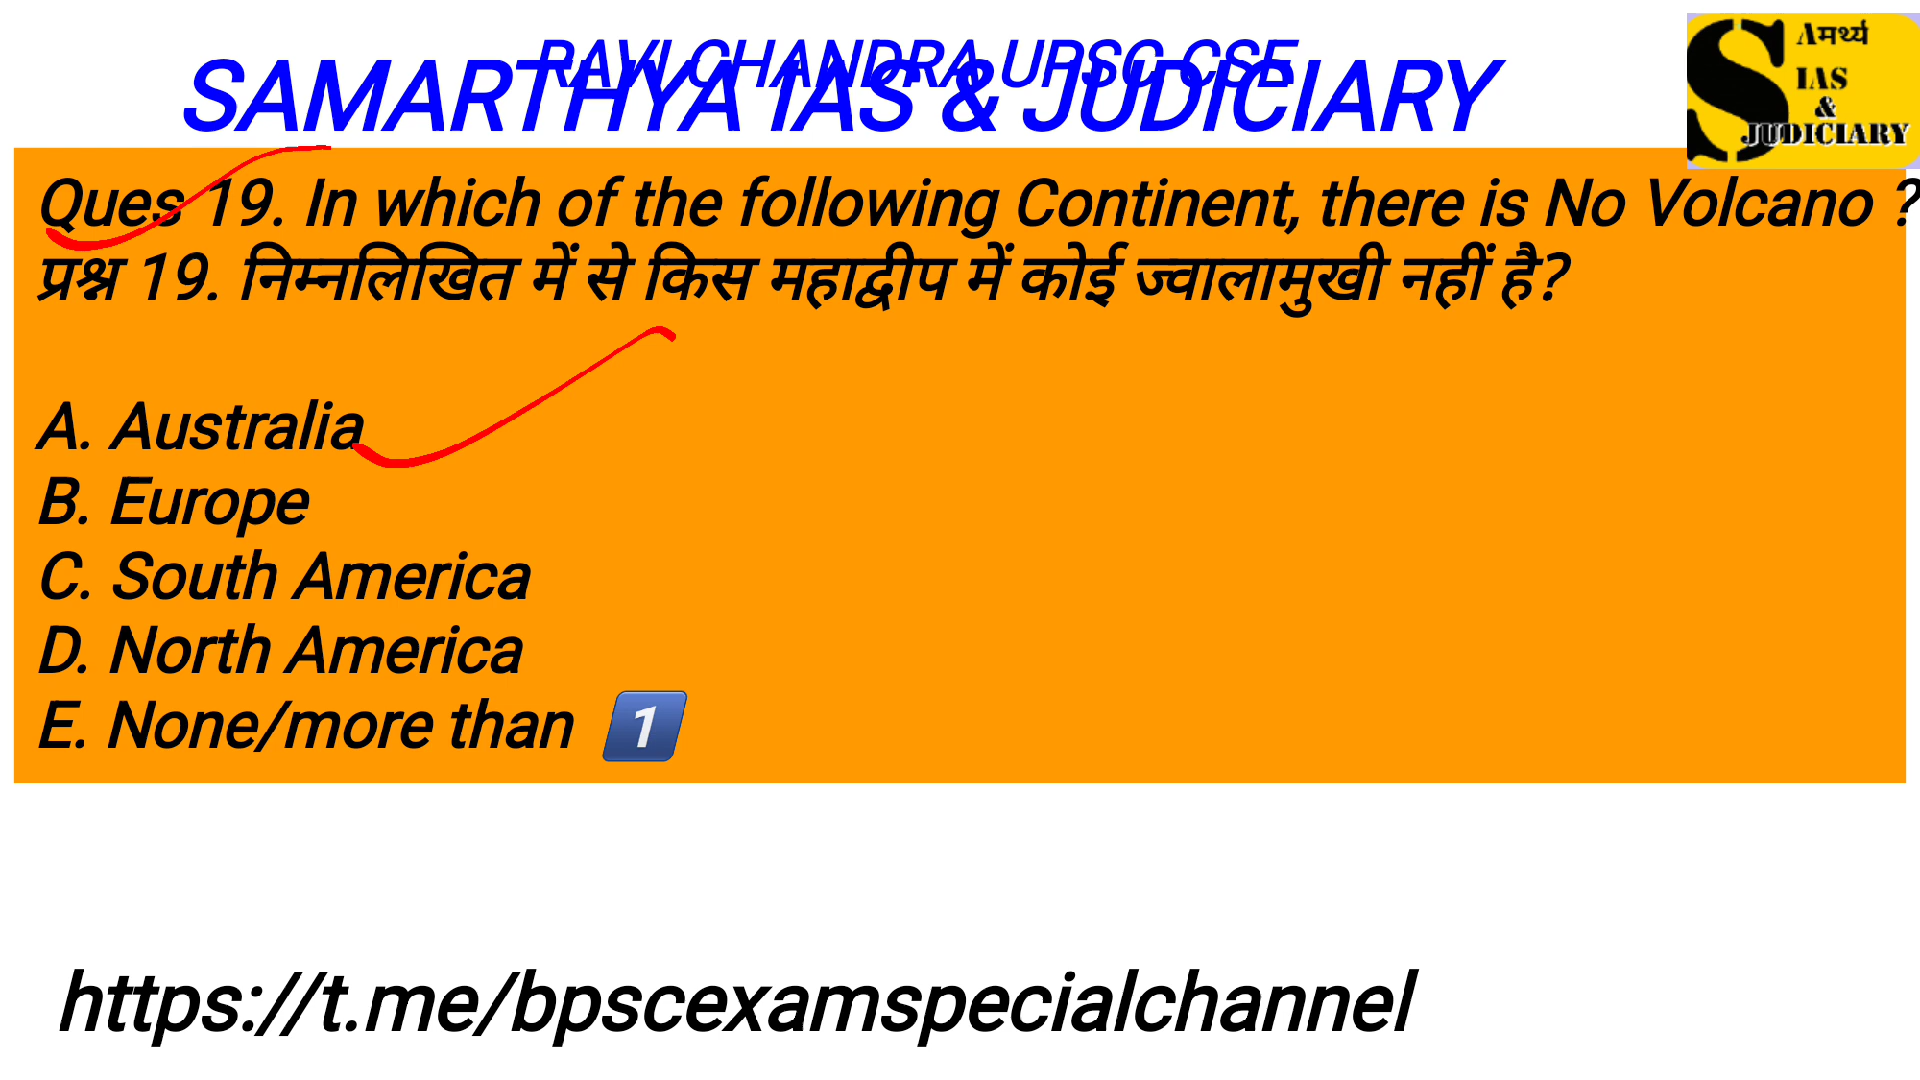 RAVI CHANDRA UPSC CSE
SAMARTHYA IAS & JUDICIARY
Sामर्थ्य
IAS
&
JUDICIARY
Ques 19. In which of the following Continent, there is No Volcano ?
प्रश्न 19. निम्नलिखित में से किस महाद्वीप में कोई ज्वालामुखी नहीं है?
A. Australia
B. Europe
C. South America
D. North America
E. None/more than 1
https://t.me/bpscexamspecialchannel